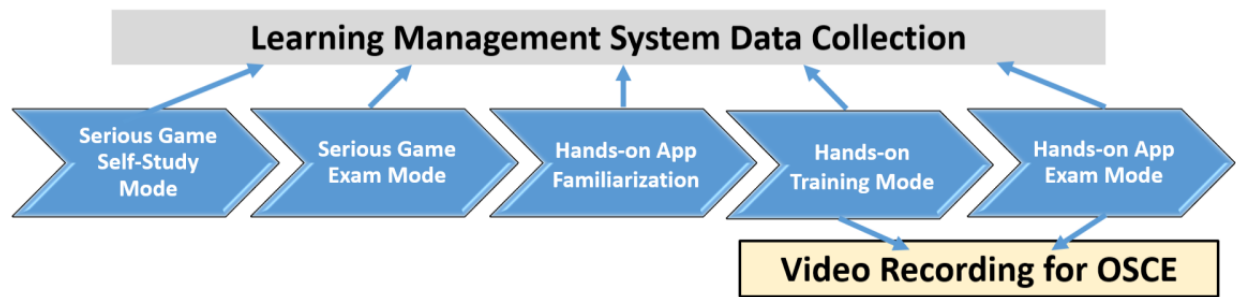 Learning Management System Data Collection
Serious Game
Self-Study
Mode
Serious Game
Exam Mode
Hands-on App
Familiarization
Hands-on
Training Mode
Hands-on App
Exam Mode
Video Recording for OSCE